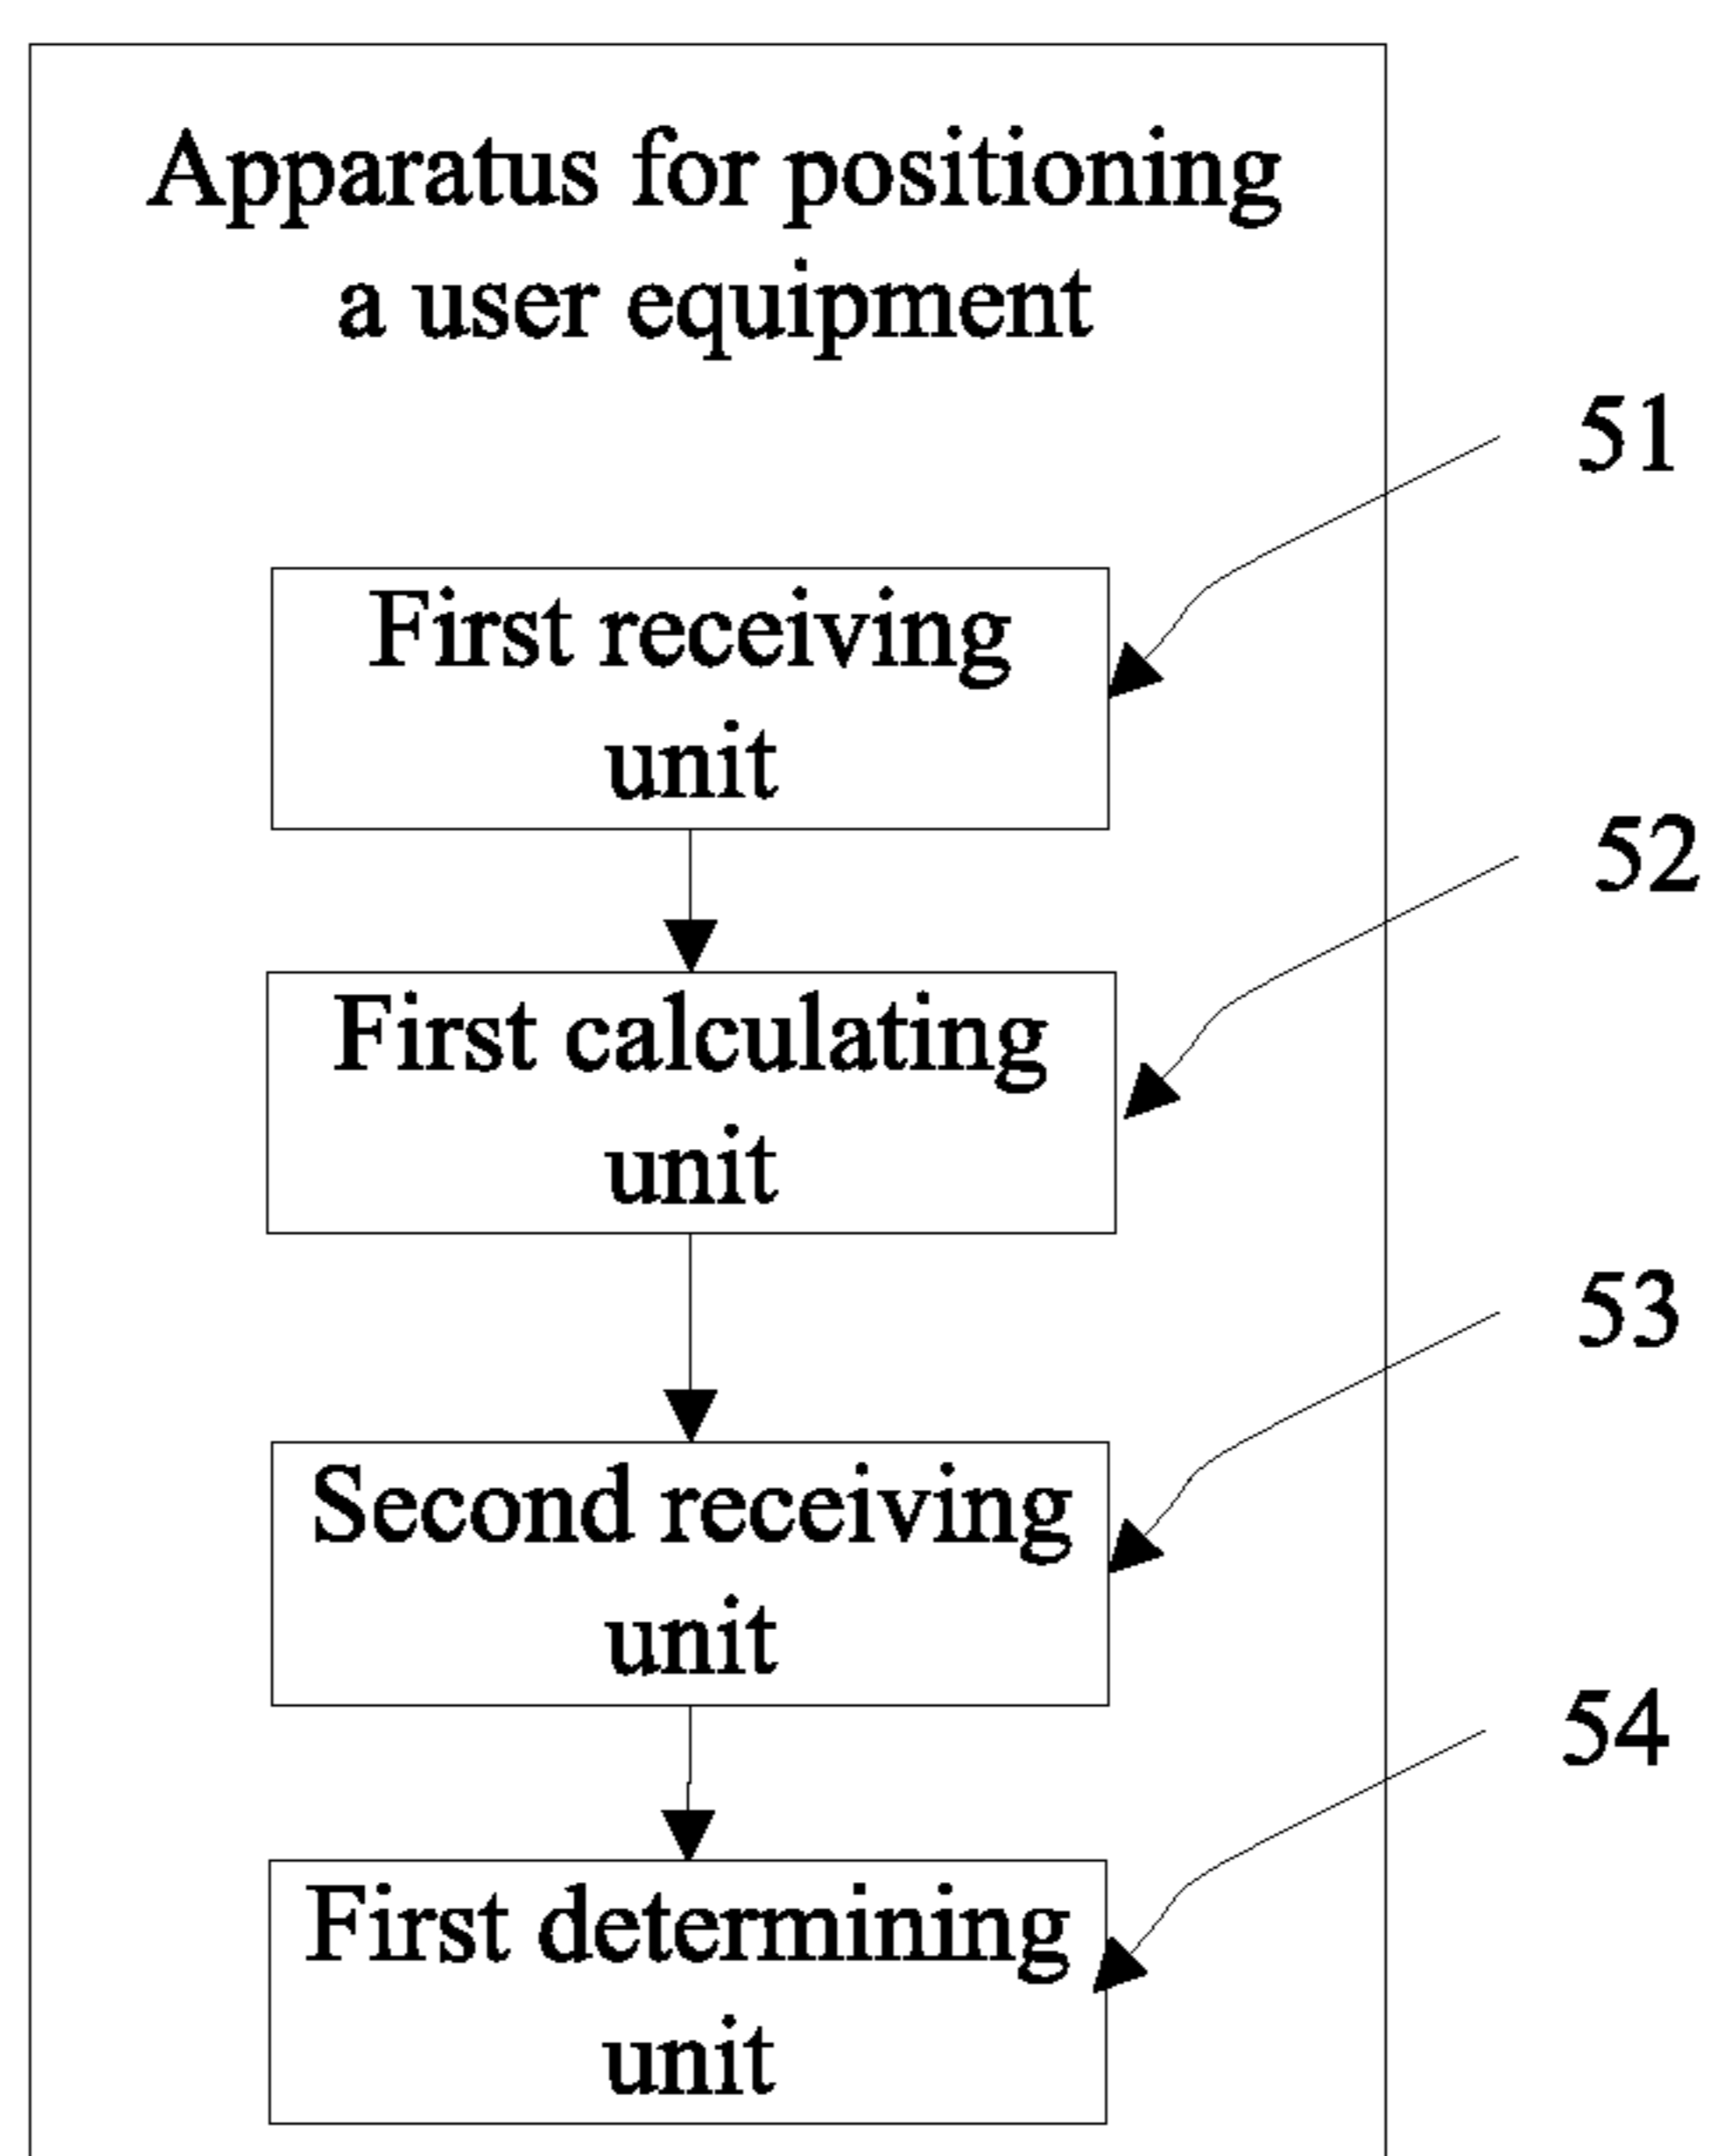 Apparatus for positioning
a user equipment
51
First receiving
unit
52
First calculating
unit
53
Second receiving
unit
54
First determining
unit